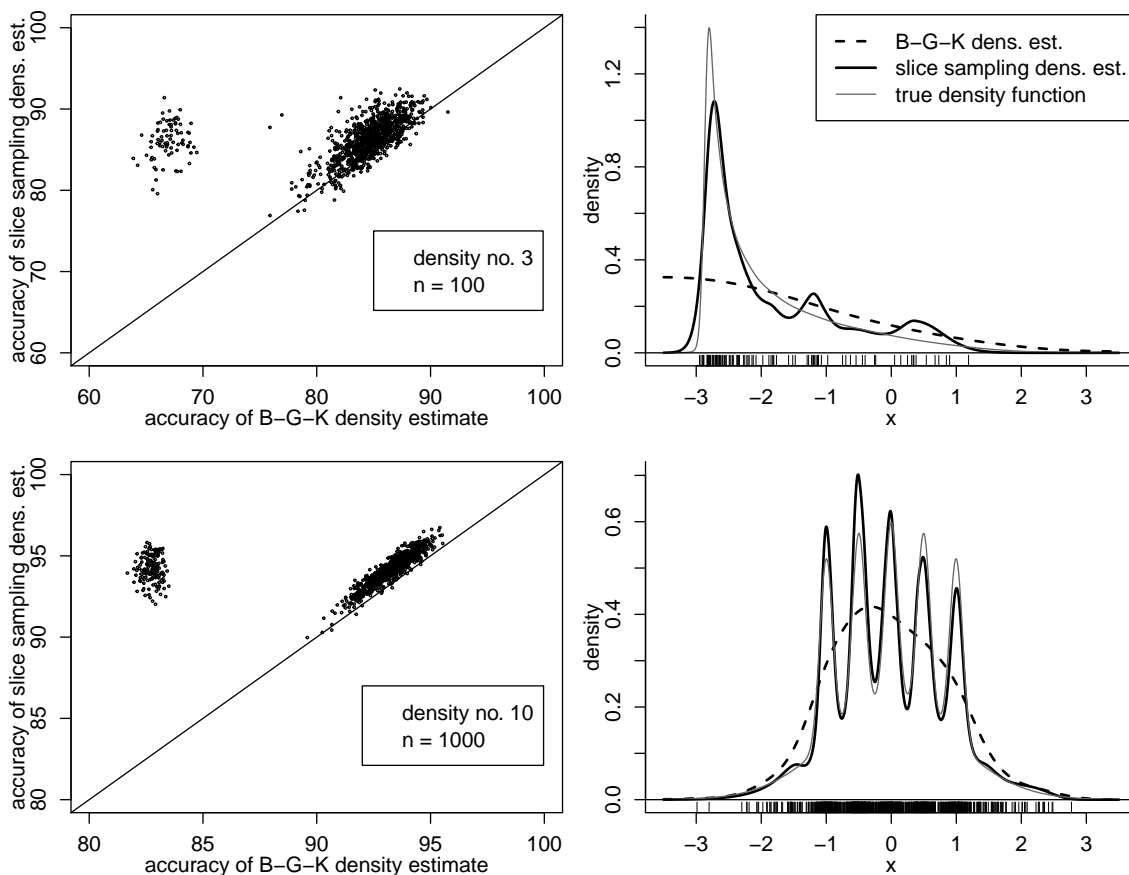 accuracy of slice sampling dens. est.
100
90
80
70
60
density no. 3
n = 100
60 70 80 90 100
accuracy of B−G−K density estimate
density
1.2
0.8
0.4
0.0
B−G−K dens. est.
slice sampling dens. est.
true density function
−3 −2 −1 0 1 2 3
x
accuracy of slice sampling dens. est.
100
95
90
85
80
density no. 10
n = 1000
80 85 90 95 100
accuracy of B−G−K density estimate
density
0.6
0.4
0.2
0.0
−3 −2 −1 0 1 2 3
x